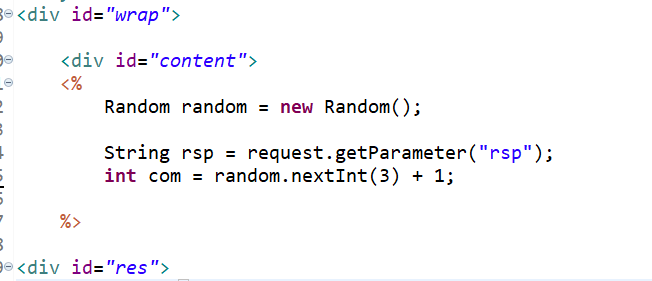 <div id="wrap">
<div id="content">
<%
Random random = new Random();
String rsp = request.getParameter("rsp");
int com = random.nextInt(3) + 1;
%>
<div id="res">